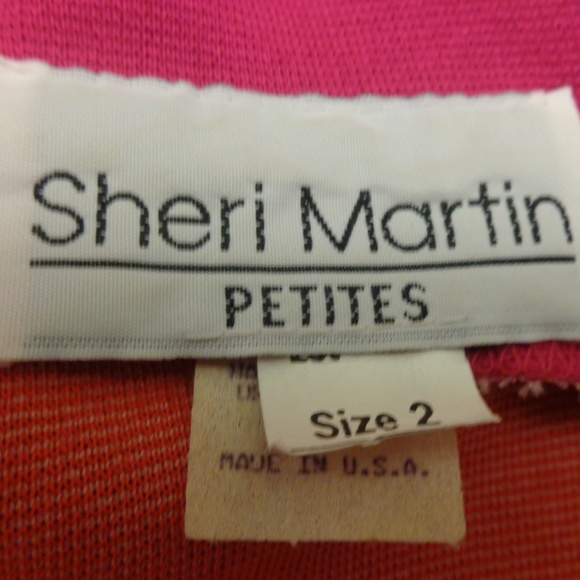 Sheri Martin
PETITES
Size 2
MADE IN U.S.A.